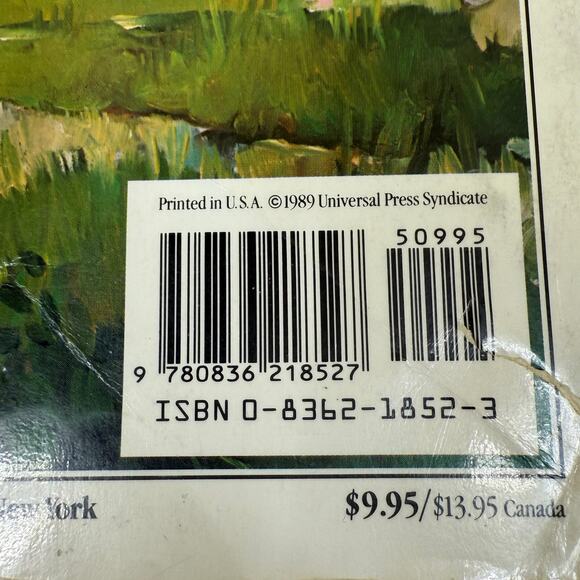 Printed in U.S.A. ©1989 Universal Press Syndicate
50995
9 780836 218527
ISBN 0-8362-1852-3
New York
$9.95/$13.95 Canada